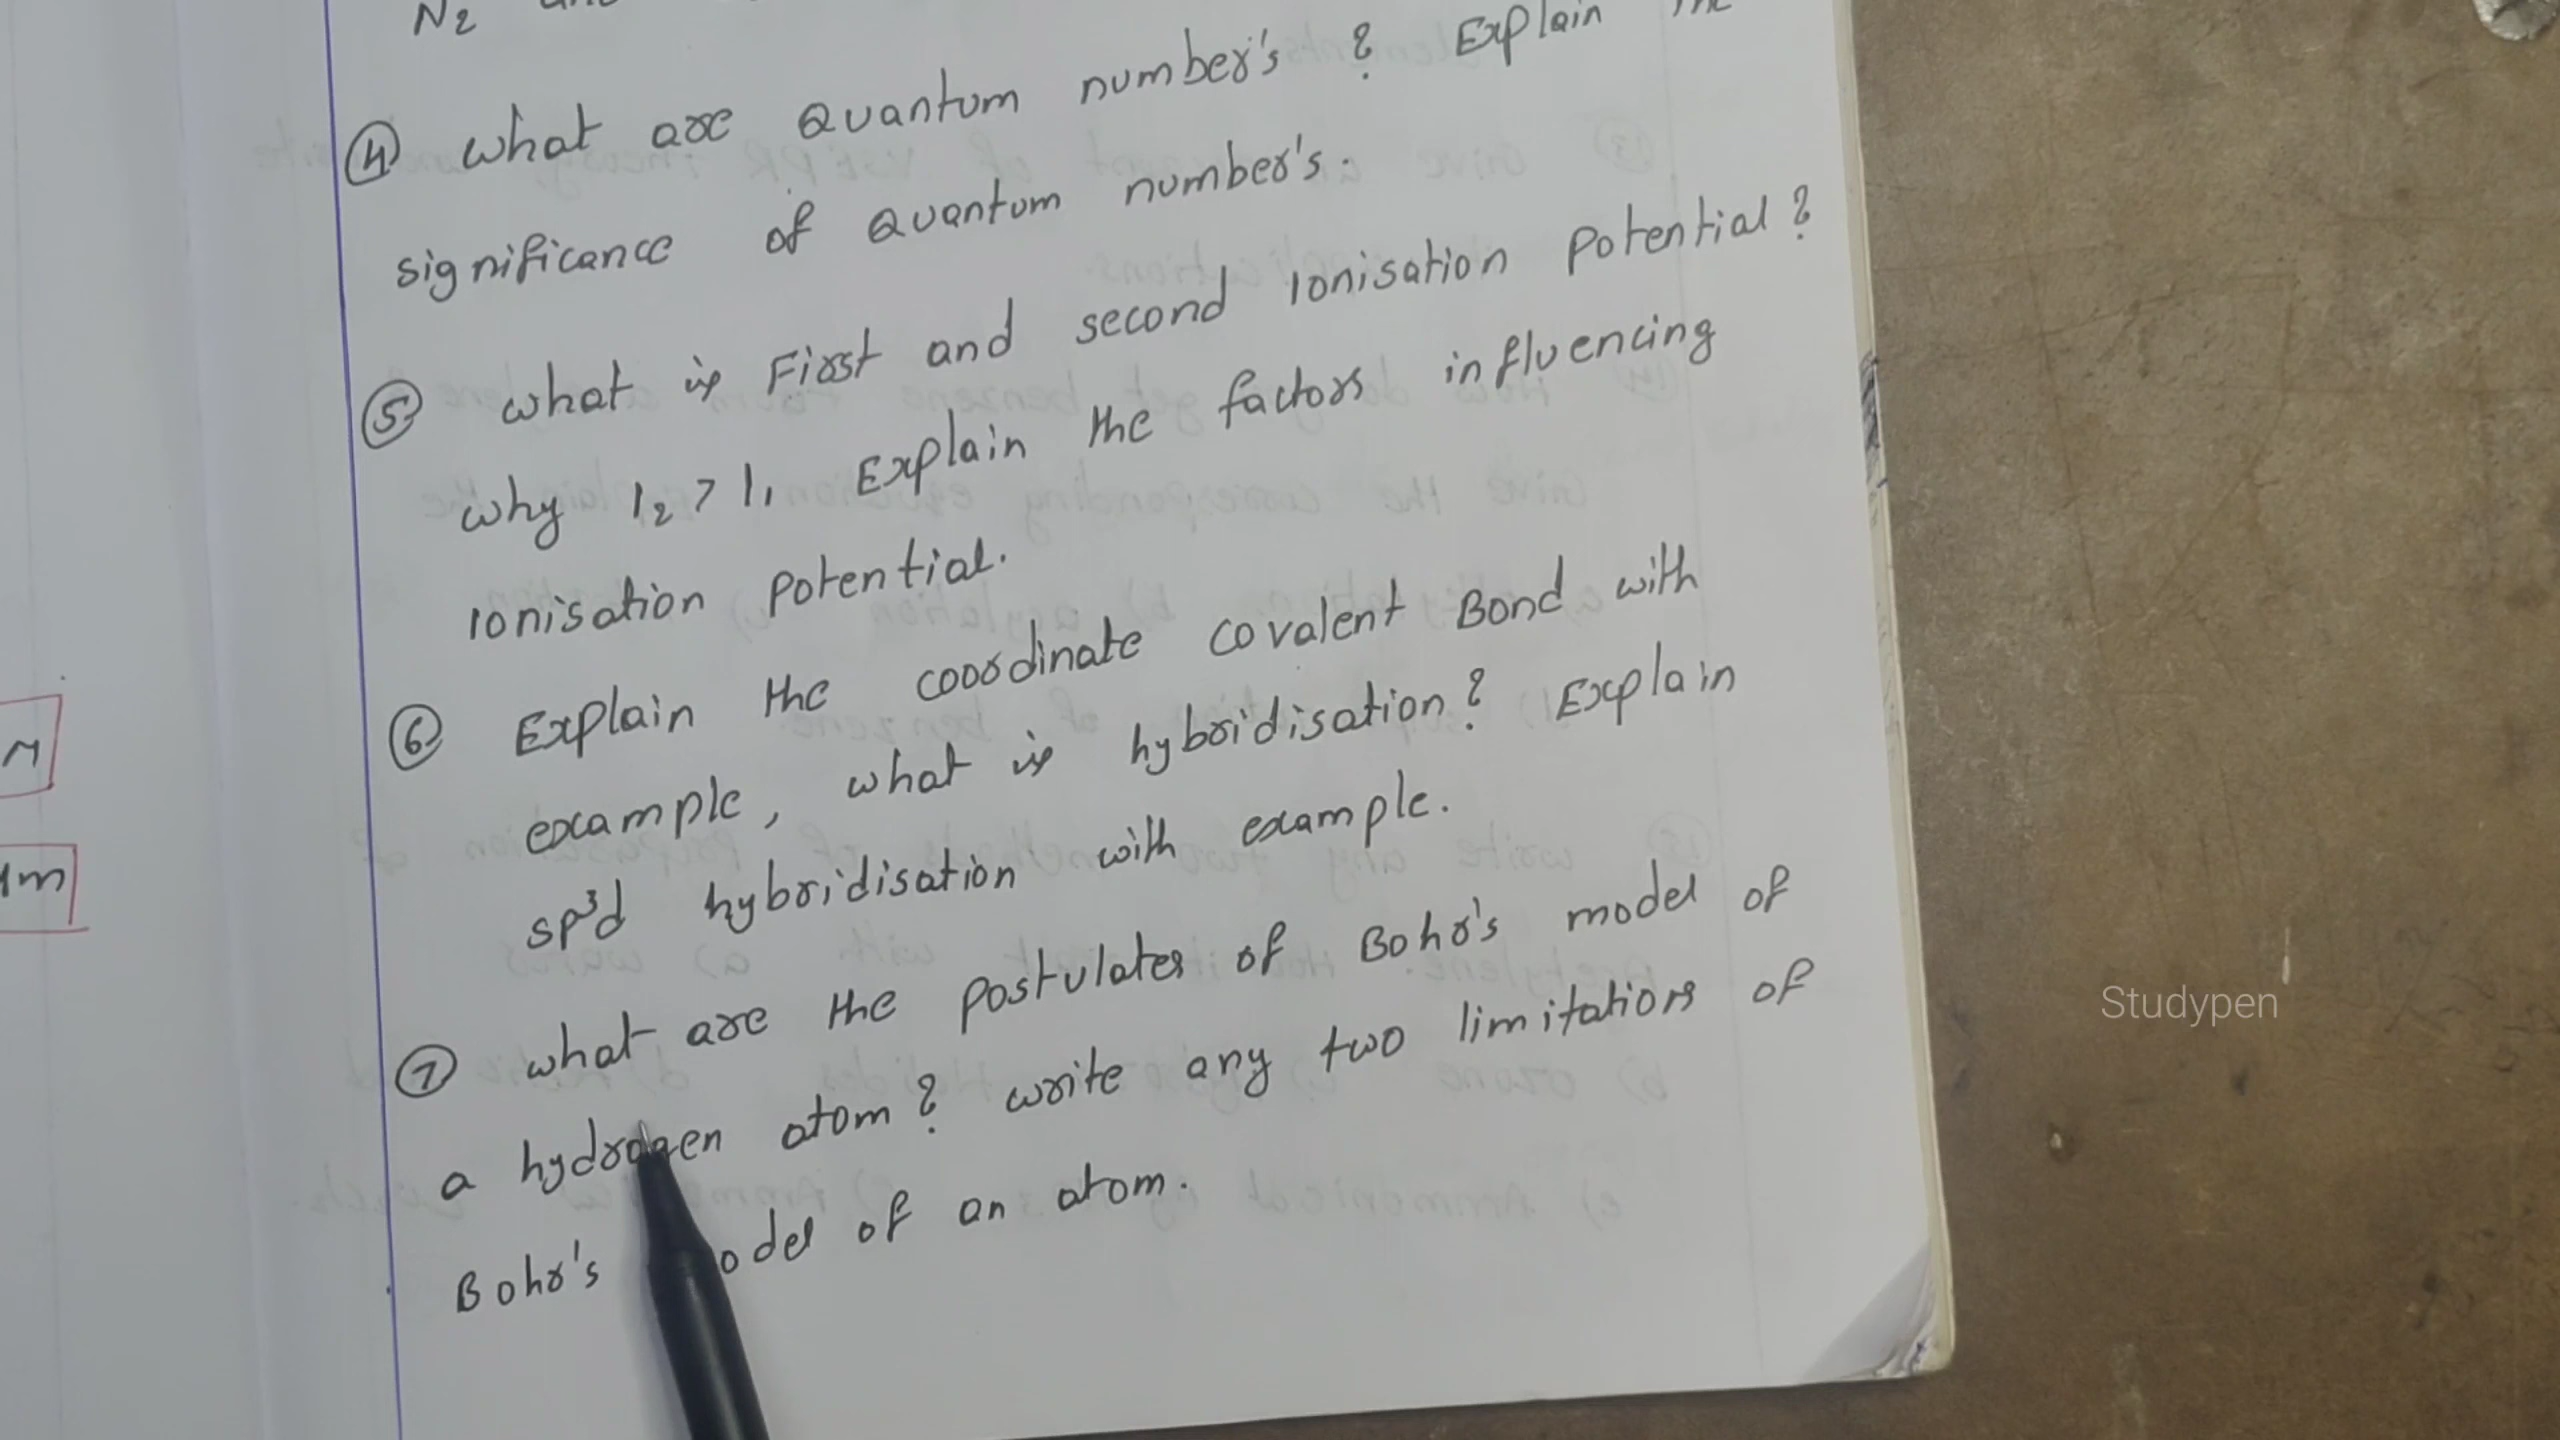 N2
④ what are Quantum number's? Explain
significance of Quantum number's.
⑤ what is First and second Ionisation potential?
why I2 > I1, Explain the factors influencing
Ionisation potential.
⑥ Explain the coordinate covalent Bond with
example, what is hybridisation? Explain
sp³d hybridisation with example.
⑦ what are the postulates of Bohr's model of
a hydrogen atom? write any two limitations of
Bohr's model of an atom.
Studypen